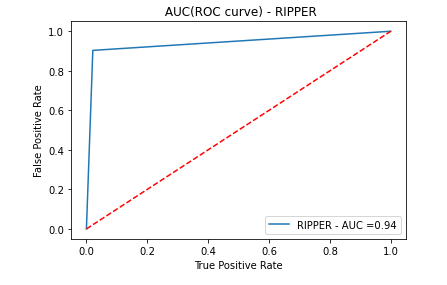 AUC(ROC curve) - RIPPER
1.0
0.8
0.6
0.4
0.2
0.0
False Positive Rate
0.0 0.2 0.4 0.6 0.8 1.0
True Positive Rate
RIPPER - AUC =0.94